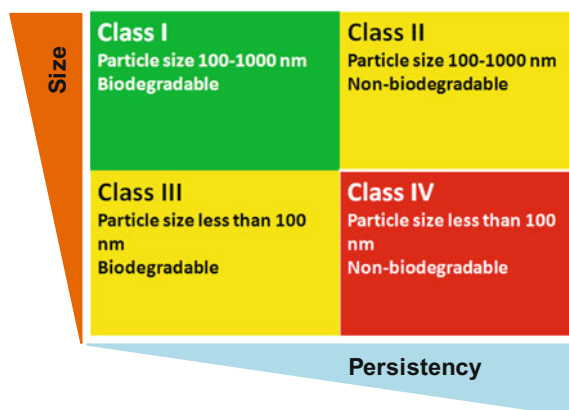 Size
Class I
Particle size 100-1000 nm
Biodegradable
Class II
Particle size 100-1000 nm
Non-biodegradable
Class III
Particle size less than 100
nm
Biodegradable
Class IV
Particle size less than 100
nm
Non-biodegradable
Persistency